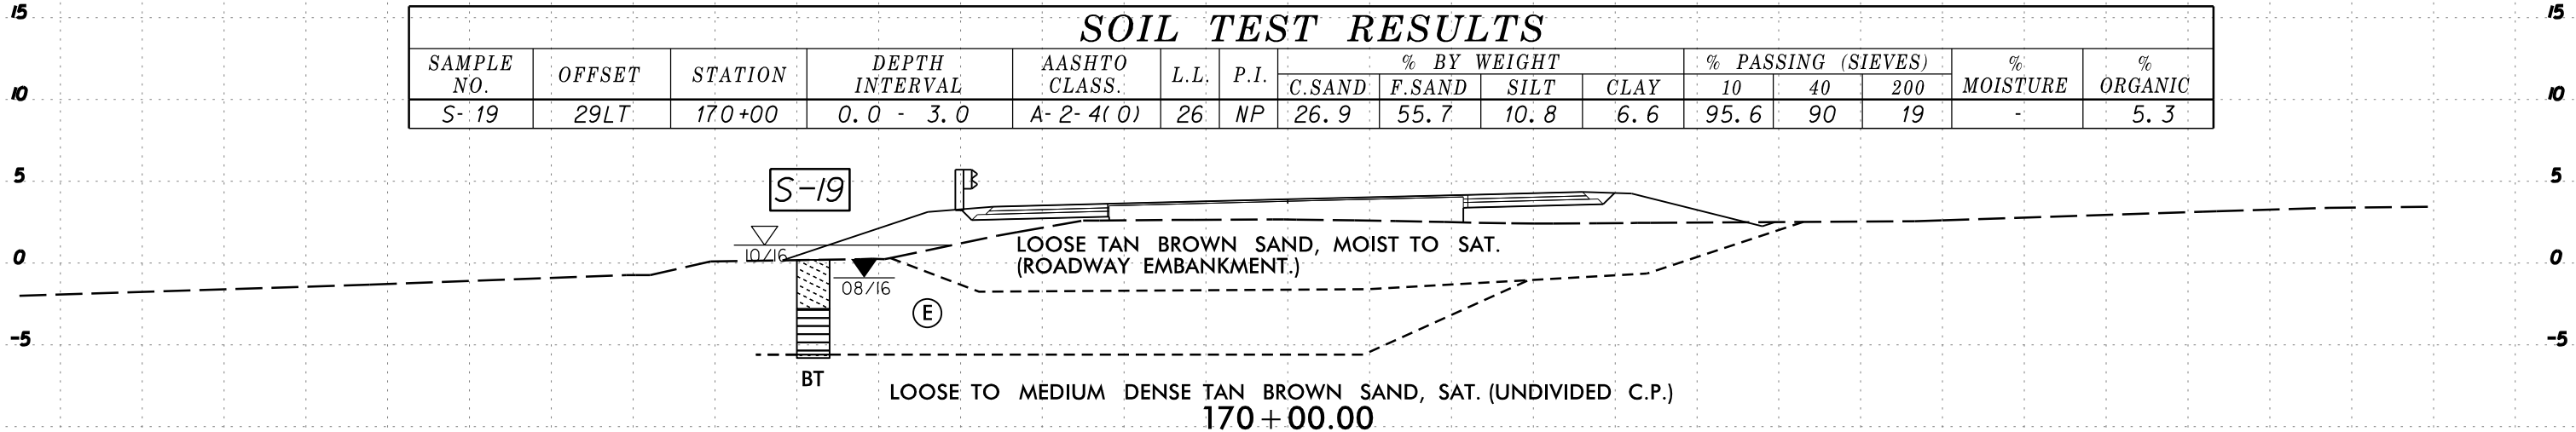 15 15
SOIL TEST RESULTS
SAMPLE NO. OFFSET STATION DEPTH INTERVAL AASHTO CLASS. L.L. P.I. % BY WEIGHT % PASSING (SIEVES) % MOISTURE % ORGANIC
C.SAND F.SAND SILT CLAY 10 40 200
10 10
S-19 29LT 170+00 0.0 - 3.0 A-2-4(0) 26 NP 26.9 55.7 10.8 6.6 95.6 90 19 - 5.3
5 5
S-19
LOOSE TAN BROWN SAND, MOIST TO SAT.
10/16
0 0
(ROADWAY EMBANKMENT.)
08/16
E
-5 -5
BT
LOOSE TO MEDIUM DENSE TAN BROWN SAND, SAT. (UNDIVIDED C.P.)
170+00.00